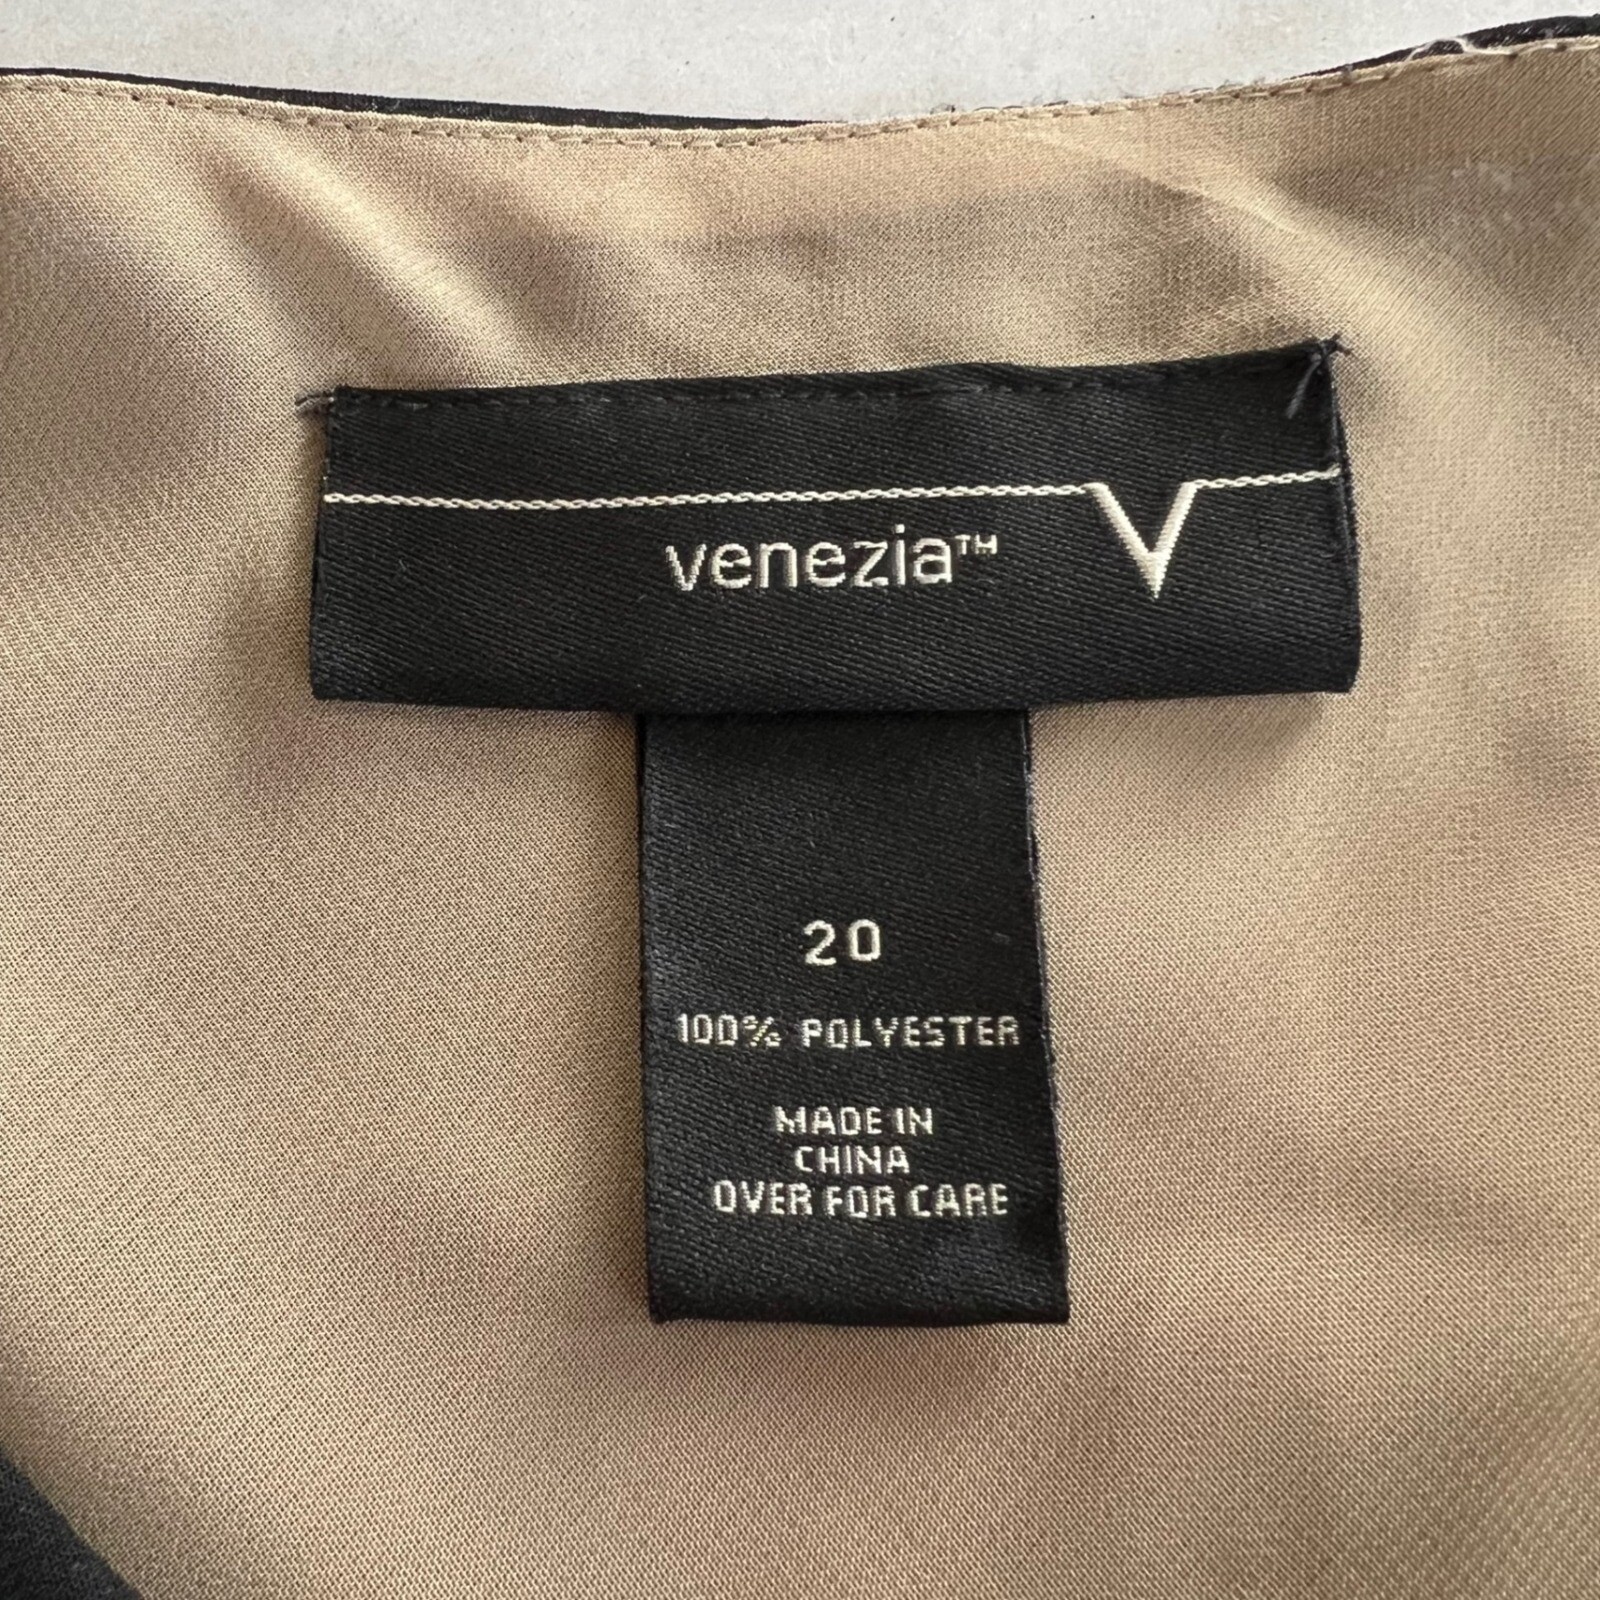 venezia™
V
20
100% POLYESTER
MADE IN
CHINA
OVER FOR CARE